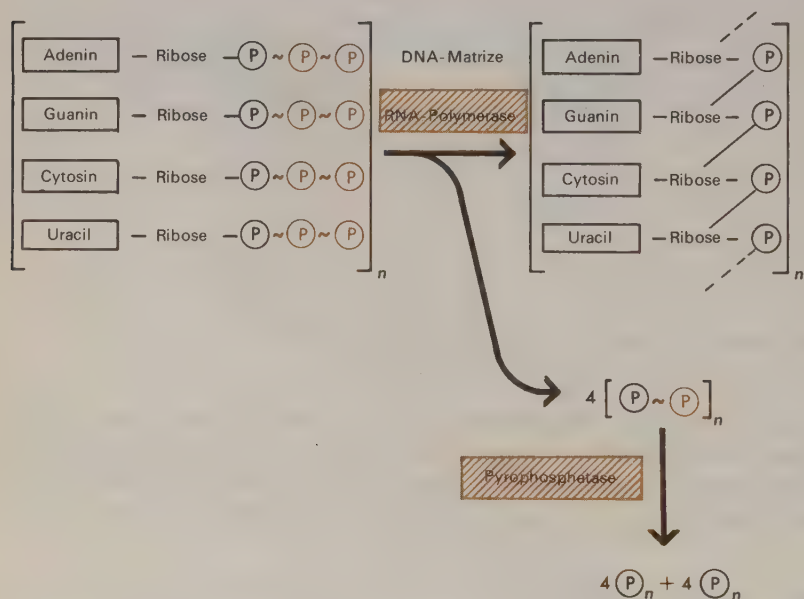 Adenin – Ribose – P ~ P ~ P
Guanin – Ribose – P ~ P ~ P
Cytosin – Ribose – P ~ P ~ P
Uracil – Ribose – P ~ P ~ P
n
DNA-Matrize
RNA-Polymerase
Adenin – Ribose – P
Guanin – Ribose – P
Cytosin – Ribose – P
Uracil – Ribose – P
n
4 [ P ~ P ] n
Pyrophosphetase
4 P n + 4 P n